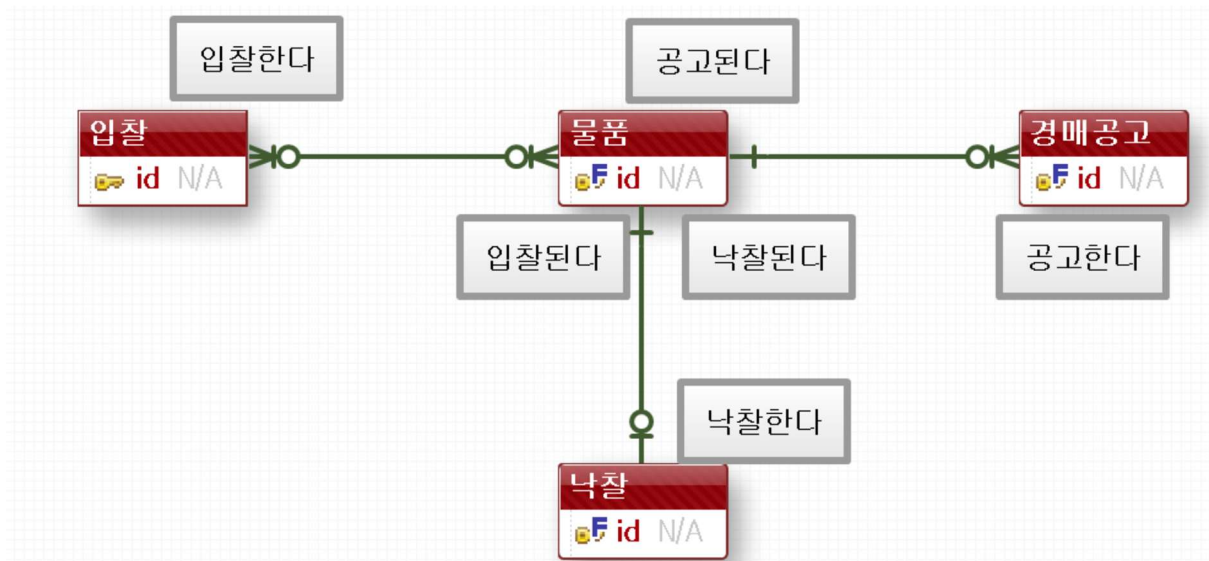 입찰한다
공고된다
입찰
id N/A
물품
id N/A
경매공고
id N/A
입찰된다
낙찰된다
공고한다
낙찰한다
낙찰
id N/A